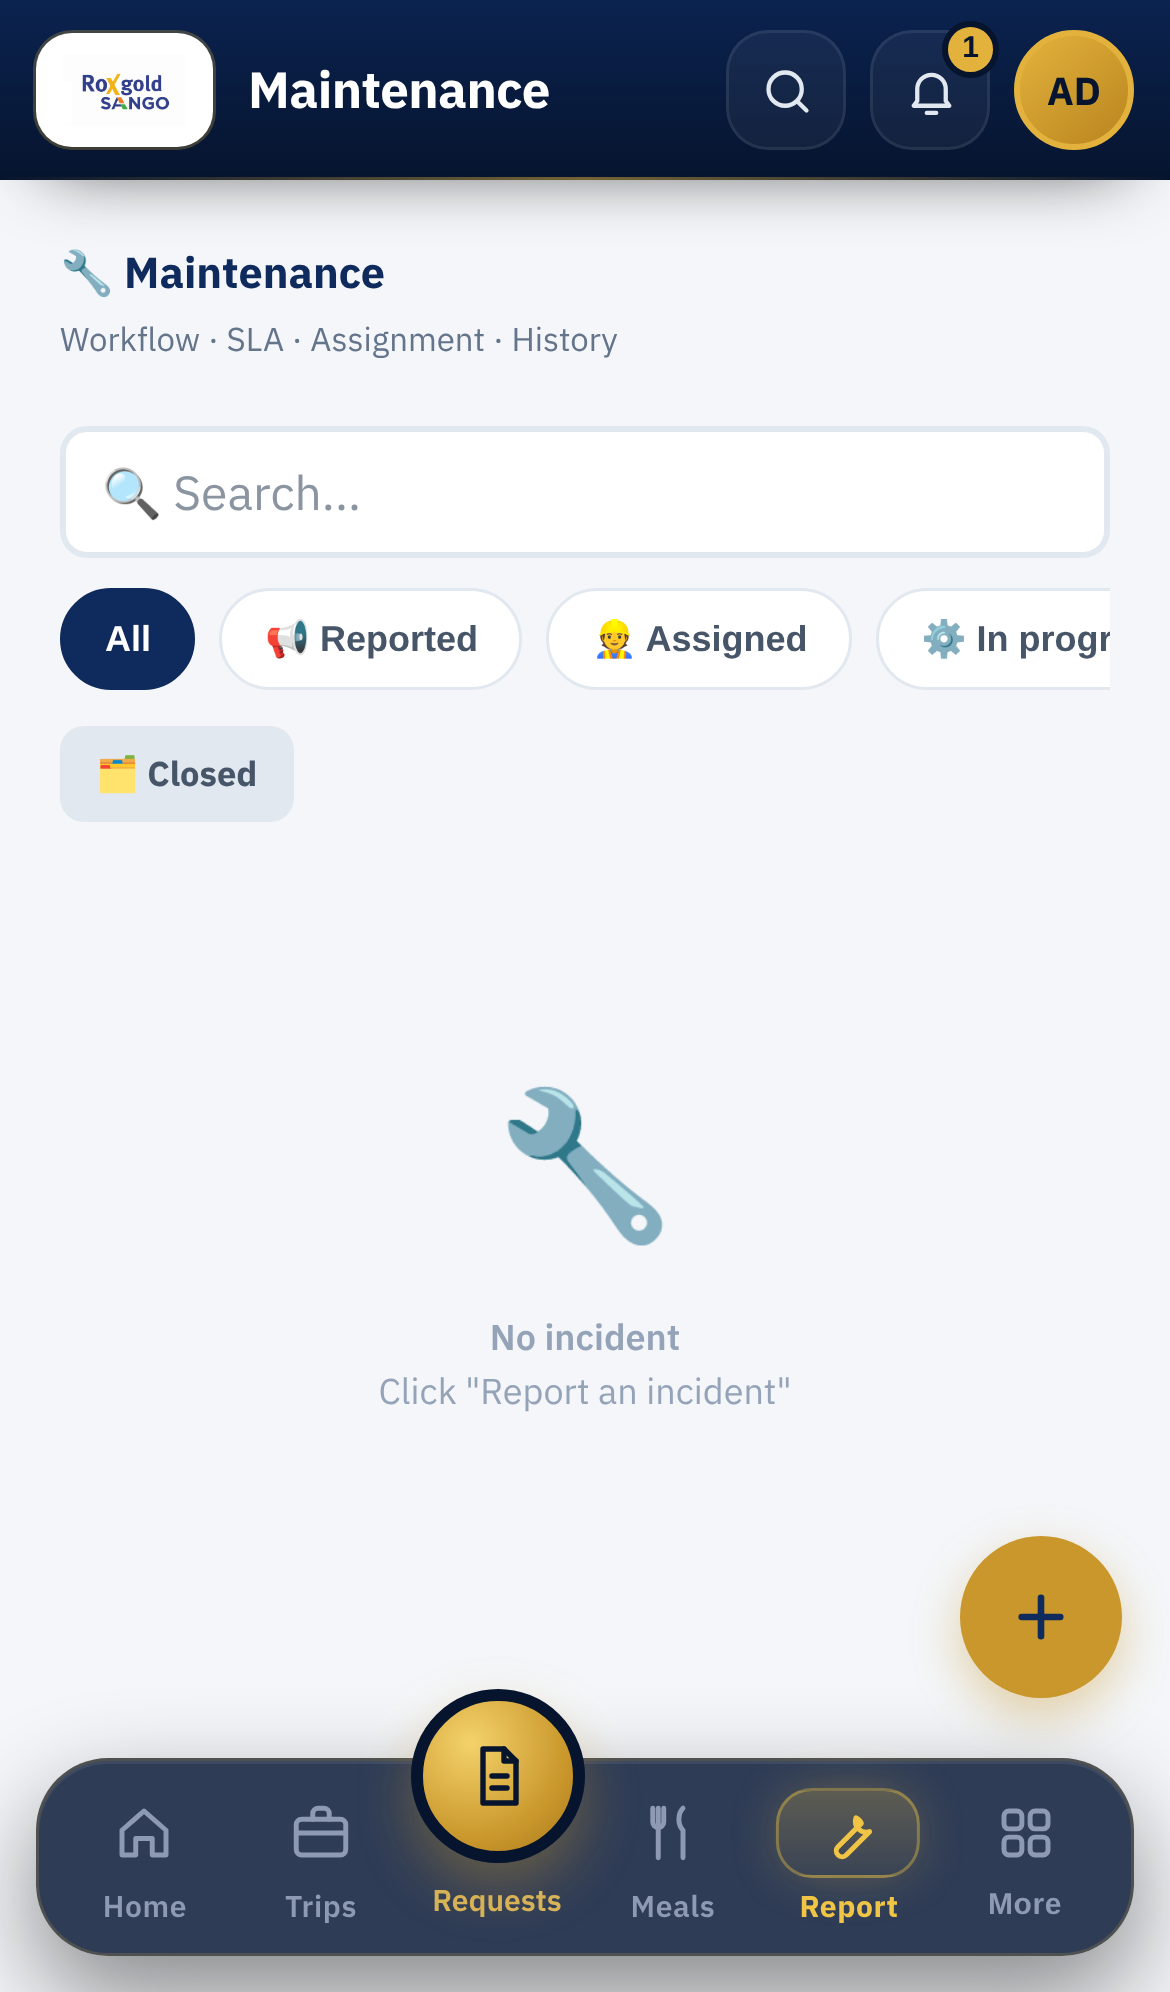 Roxgold
SANGO
Maintenance
1
AD
🔧 Maintenance
Workflow · SLA · Assignment · History
🔍 Search...
All
📢 Reported
👷 Assigned
⚙️ In progr
🗂️ Closed
No incident
Click "Report an incident"
Home
Trips
Requests
Meals
Report
More